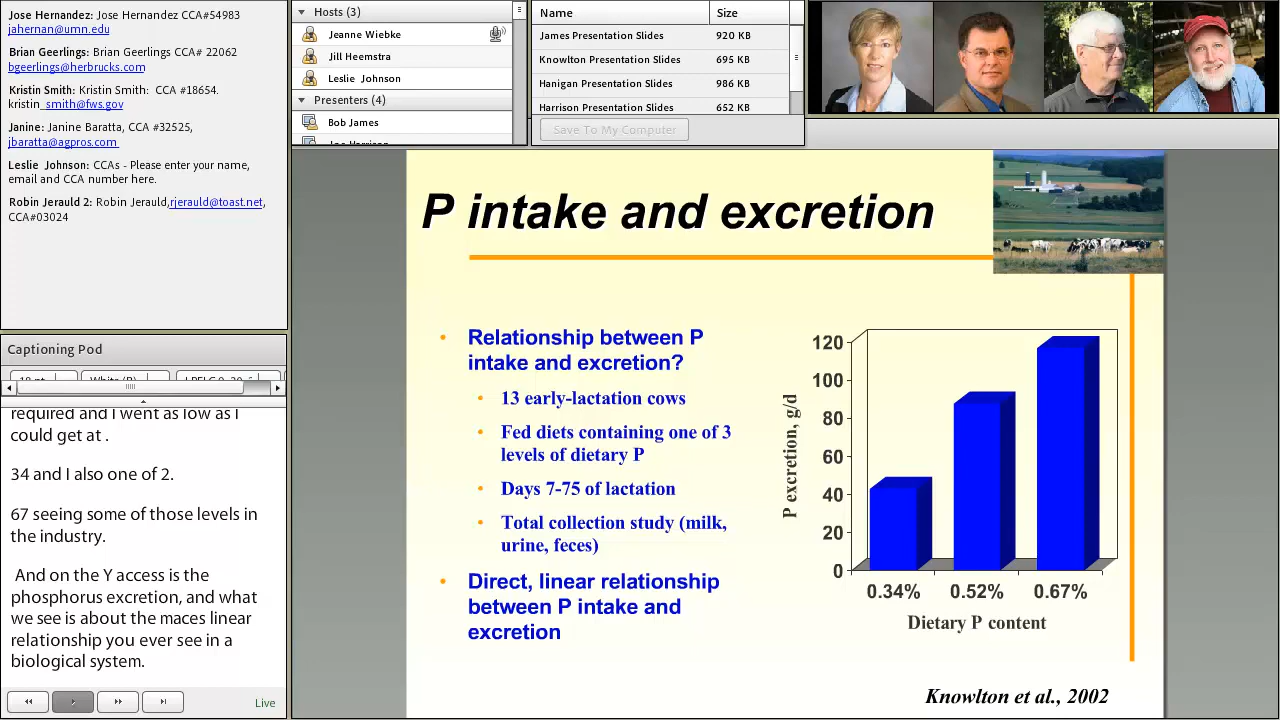 Jose Hernandez: Jose Hernandez CCA#54983
jahernan@umn.edu
Brian Geerlings: Brian Geerlings CCA# 22062
bgeerlings@herbrucks.com
Kristin Smith: Kristin Smith: CCA #18654.
kristin_smith@fws.gov
Janine: Janine Baratta, CCA #32525,
jbaratta@agpros.com
Leslie Johnson: CCAs - Please enter your name,
email and CCA number here.
Robin Jerauld 2: Robin Jerauld,rjerauld@toast.net,
CCA#03024
Captioning Pod
required and I went as low as I
could get at .
34 and I also one of 2.
67 seeing some of those levels in
the industry.
And on the Y access is the
phosphorus excretion, and what
we see is about the maces linear
relationship you ever see in a
biological system.
Live
Hosts (3)
Jeanne Wiebke
Jill Heemstra
Leslie Johnson
Presenters (4)
Bob James
Name Size
James Presentation Slides 920 KB
Knowlton Presentation Slides 695 KB
Hanigan Presentation Slides 986 KB
Harrison Presentation Slides 652 KB
Save To My Computer
P intake and excretion
• Relationship between P
intake and excretion?
• 13 early-lactation cows
• Fed diets containing one of 3
levels of dietary P
• Days 7-75 of lactation
• Total collection study (milk,
urine, feces)
• Direct, linear relationship
between P intake and
excretion
P excretion, g/d
120
100
80
60
40
20
0
0.34% 0.52% 0.67%
Dietary P content
Knowlton et al., 2002